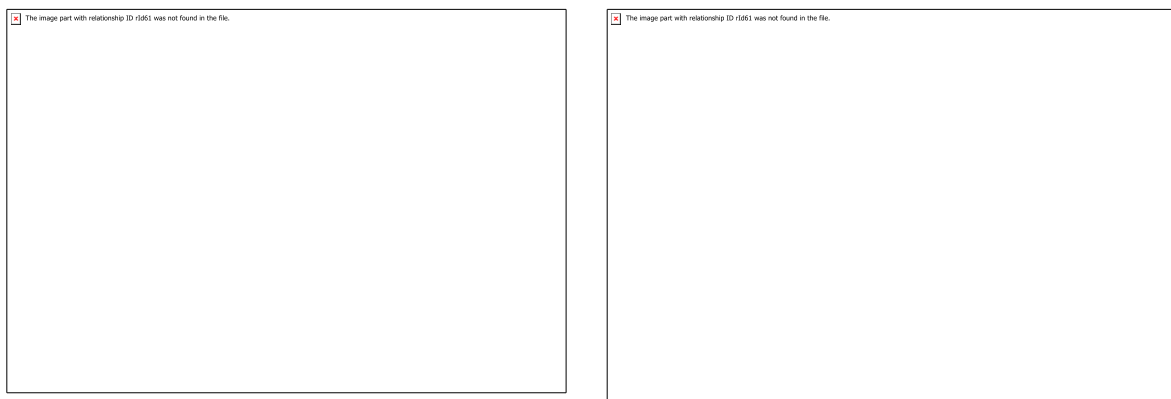 The image part with relationship ID rId61 was not found in the file.
The image part with relationship ID rId61 was not found in the file.